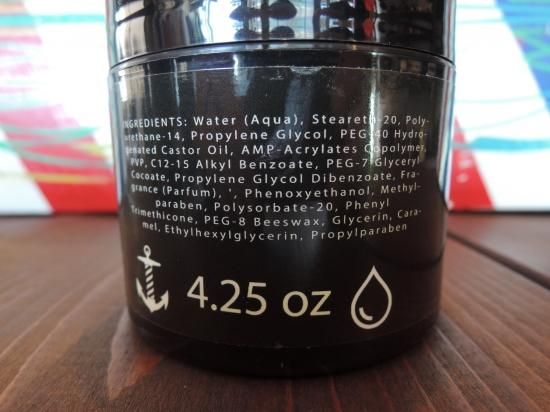 INGREDIENTS: Water (Aqua), Steareth-20, Poly-
urethane-14, Propylene Glycol, PEG-40 Hydro-
genated Castor Oil, AMP-Acrylates Copolymer,
PVP, C12-15 Alkyl Benzoate, PEG-7 Glyceryl
Cocoate, Propylene Glycol Dibenzoate, Fra-
grance (Parfum), ', Phenoxyethanol, Methyl-
paraben, Polysorbate-20, Phenyl
Trimethicone, PEG-8 Beeswax, Glycerin, Cara-
mel, Ethylhexylglycerin, Propylparaben
4.25 oz